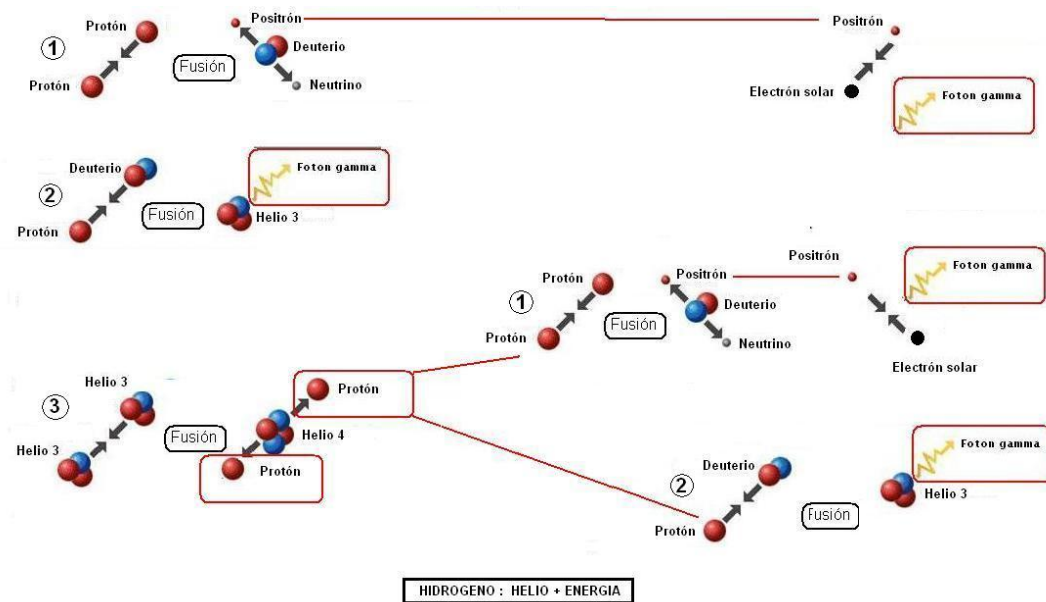 Protón
1
Protón
Fusión
Positrón
Deuterio
Neutrino
Positrón
Electrón solar
Foton gamma
Deuterio
2
Protón
Fusión
Foton gamma
Helio 3
Protón
1
Protón
Fusión
Positrón
Deuterio
Neutrino
Positrón
Foton gamma
Electrón solar
Helio 3
3
Helio 3
Fusión
Protón
Helio 4
Protón
Deuterio
2
Protón
Fusión
Foton gamma
Helio 3
HIDROGENO : HELIO + ENERGIA